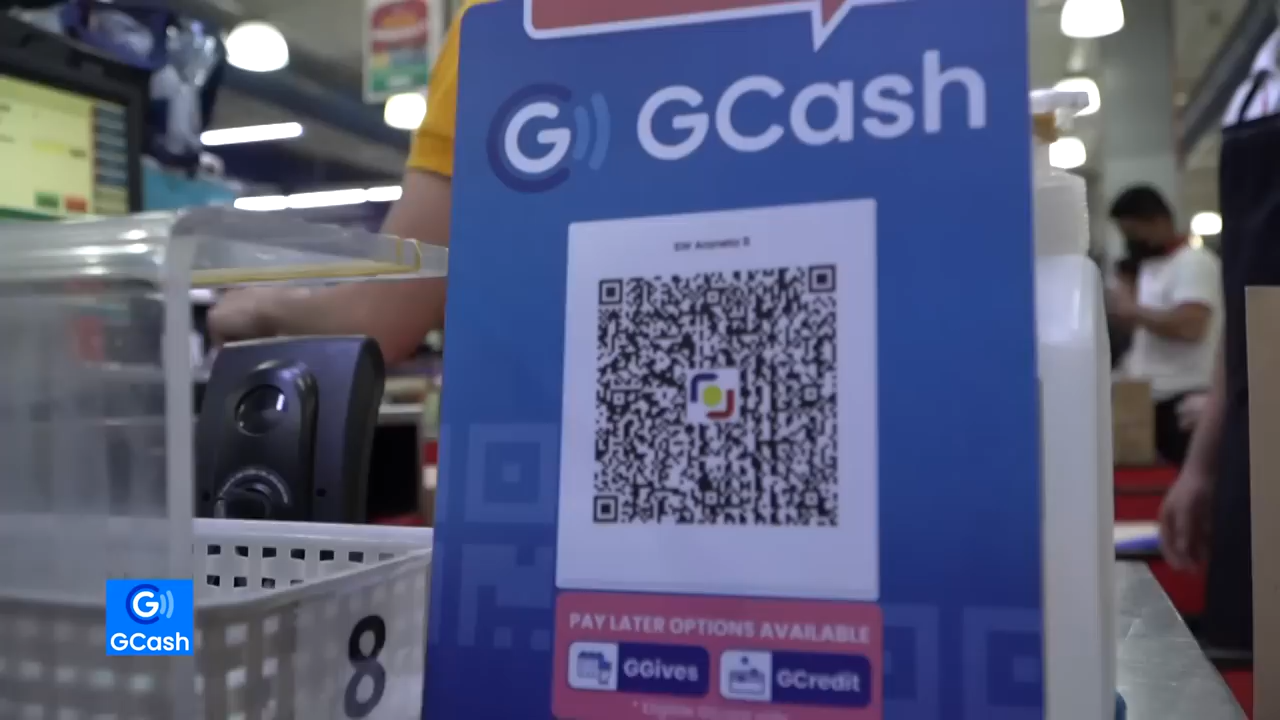 G
GCash
PAY LATER OPTIONS AVAILABLE
GGives
GCredit
8
G
GCash